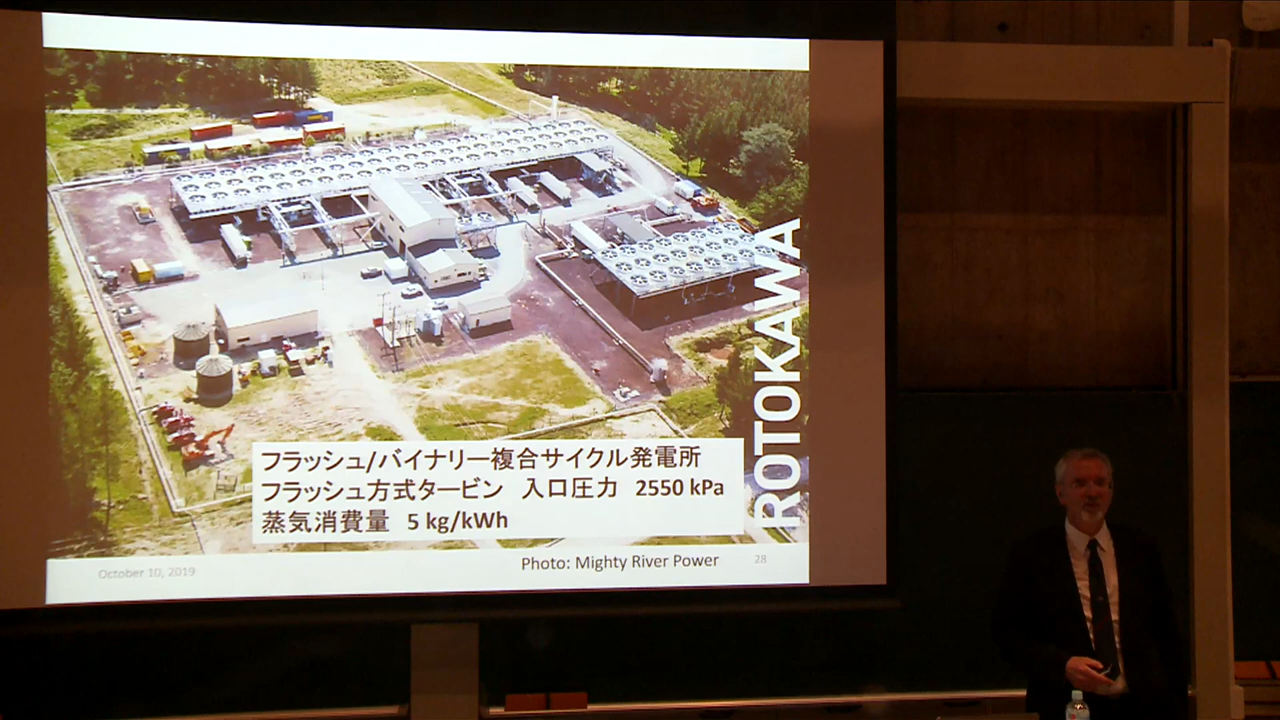 ROTOKAWA
フラッシュ/バイナリー複合サイクル発電所
フラッシュ方式タービン 入口圧力 2550 kPa
蒸気消費量 5 kg/kWh
October 10, 2019
Photo: Mighty River Power
28